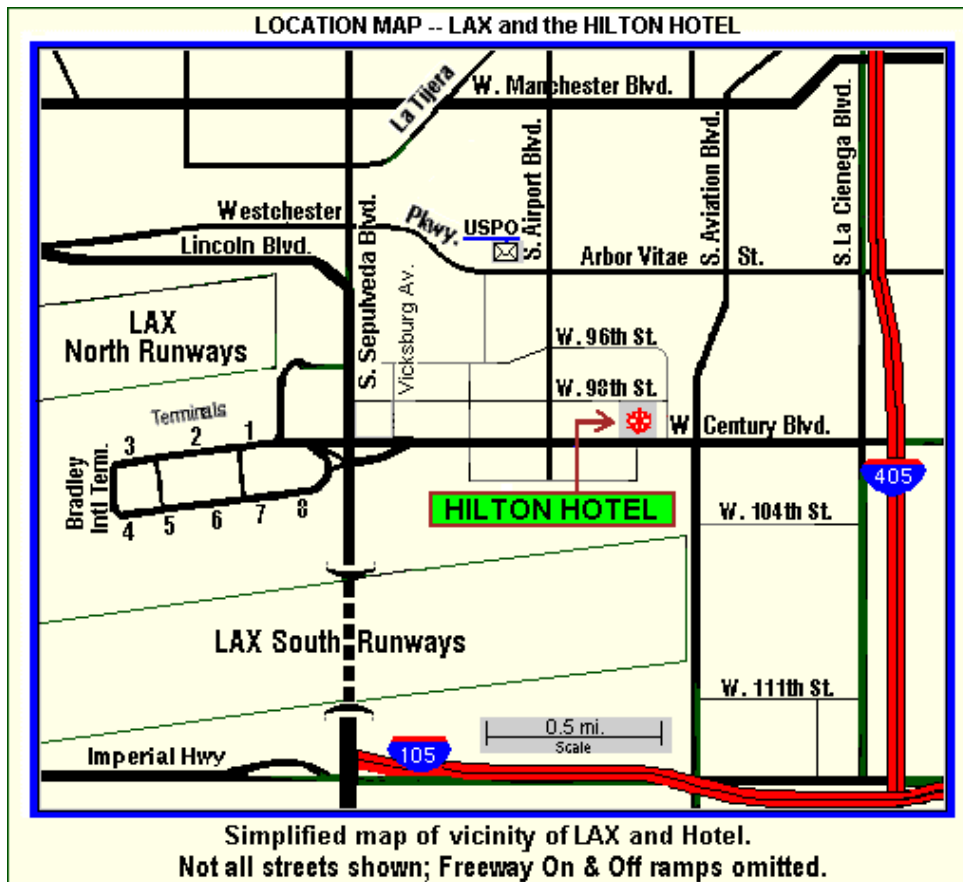 LOCATION MAP -- LAX and the HILTON HOTEL
La Tijera
W. Manchester Blvd.
S. Airport Blvd.
S. Aviation Blvd.
S. La Cienega Blvd.
Westchester
Pkwy.
USPO
Lincoln Blvd.
S. Sepulveda Blvd.
Arbor Vitae St.
Vicksburg Av.
LAX
North Runways
W. 96th St.
W. 98th St.
Terminals
W Century Blvd.
3 2 1
Bradley
Intl Term.
4 5 6 7 8
405
HILTON HOTEL
W. 104th St.
LAX South Runways
W. 111th St.
0.5 mi.
Scale
Imperial Hwy
105
Simplified map of vicinity of LAX and Hotel.
Not all streets shown; Freeway On & Off ramps omitted.